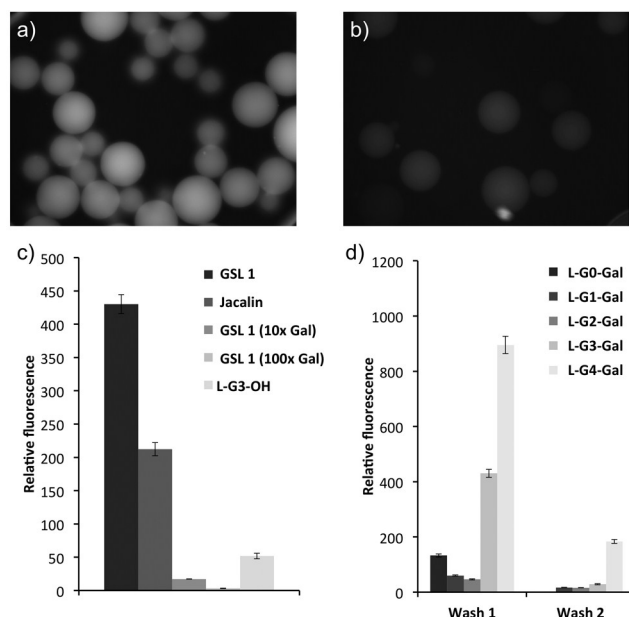 a)
b)
c)
500
450
400
350
300
250
200
150
100
50
0
Relative fluorescence
GSL 1
Jacalin
GSL 1 (10x Gal)
GSL 1 (100x Gal)
L-G3-OH
d)
1200
1000
800
600
400
200
0
Relative fluorescence
L-G0-Gal
L-G1-Gal
L-G2-Gal
L-G3-Gal
L-G4-Gal
Wash 1
Wash 2